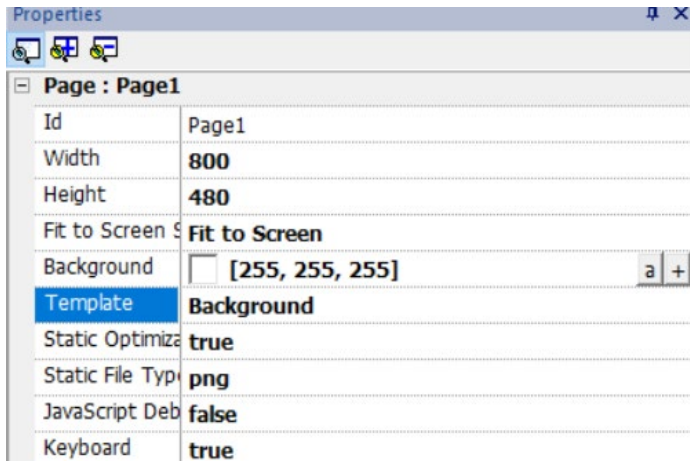 Properties
Page : Page1
Id Page1
Width 800
Height 480
Fit to Screen S Fit to Screen
Background [255, 255, 255] a +
Template Background
Static Optimiza true
Static File Typ png
JavaScript Deb false
Keyboard true